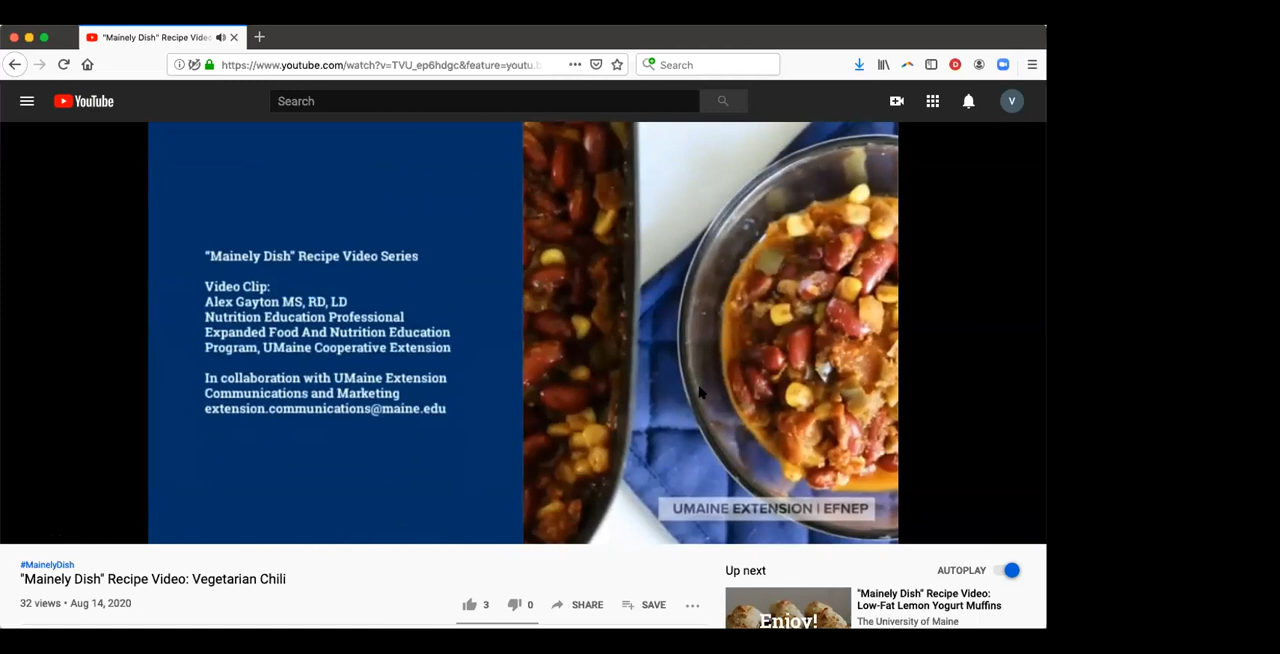 "Mainely Dish" Recipe Video
https://www.youtube.com/watch?v=TVU_ep6hdgc&feature=youtu.b
Search
YouTube
Search
V
"Mainely Dish" Recipe Video Series
Video Clip:
Alex Gayton MS, RD, LD
Nutrition Education Professional
Expanded Food And Nutrition Education
Program, UMaine Cooperative Extension
In collaboration with UMaine Extension
Communications and Marketing
extension.communications@maine.edu
UMAINE EXTENSION | EFNEP
#MainelyDish
"Mainely Dish" Recipe Video: Vegetarian Chili
32 views • Aug 14, 2020
3
0
SHARE
SAVE
Up next
AUTOPLAY
Enjoy!
"Mainely Dish" Recipe Video:
Low-Fat Lemon Yogurt Muffins
The University of Maine